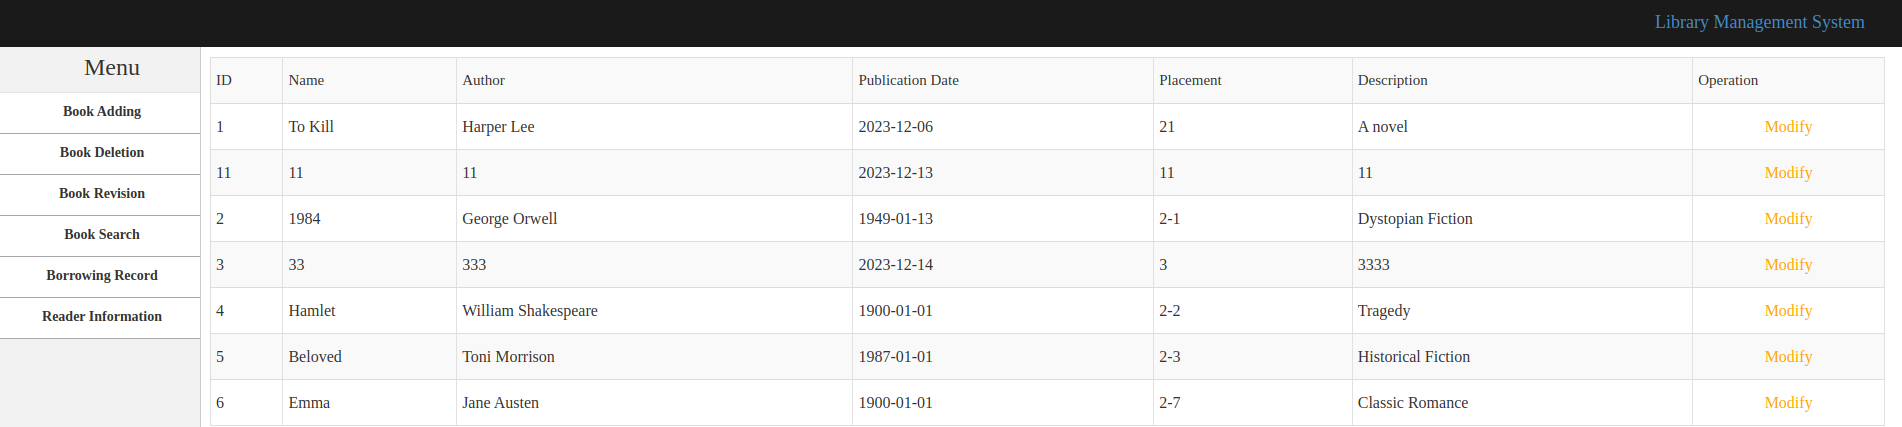 Library Management System
Menu
Book Adding
Book Deletion
Book Revision
Book Search
Borrowing Record
Reader Information
ID Name Author Publication Date Placement Description Operation
1 To Kill Harper Lee 2023-12-06 21 A novel Modify
11 11 11 2023-12-13 11 11 Modify
2 1984 George Orwell 1949-01-13 2-1 Dystopian Fiction Modify
3 33 333 2023-12-14 3 3333 Modify
4 Hamlet William Shakespeare 1900-01-01 2-2 Tragedy Modify
5 Beloved Toni Morrison 1987-01-01 2-3 Historical Fiction Modify
6 Emma Jane Austen 1900-01-01 2-7 Classic Romance Modify